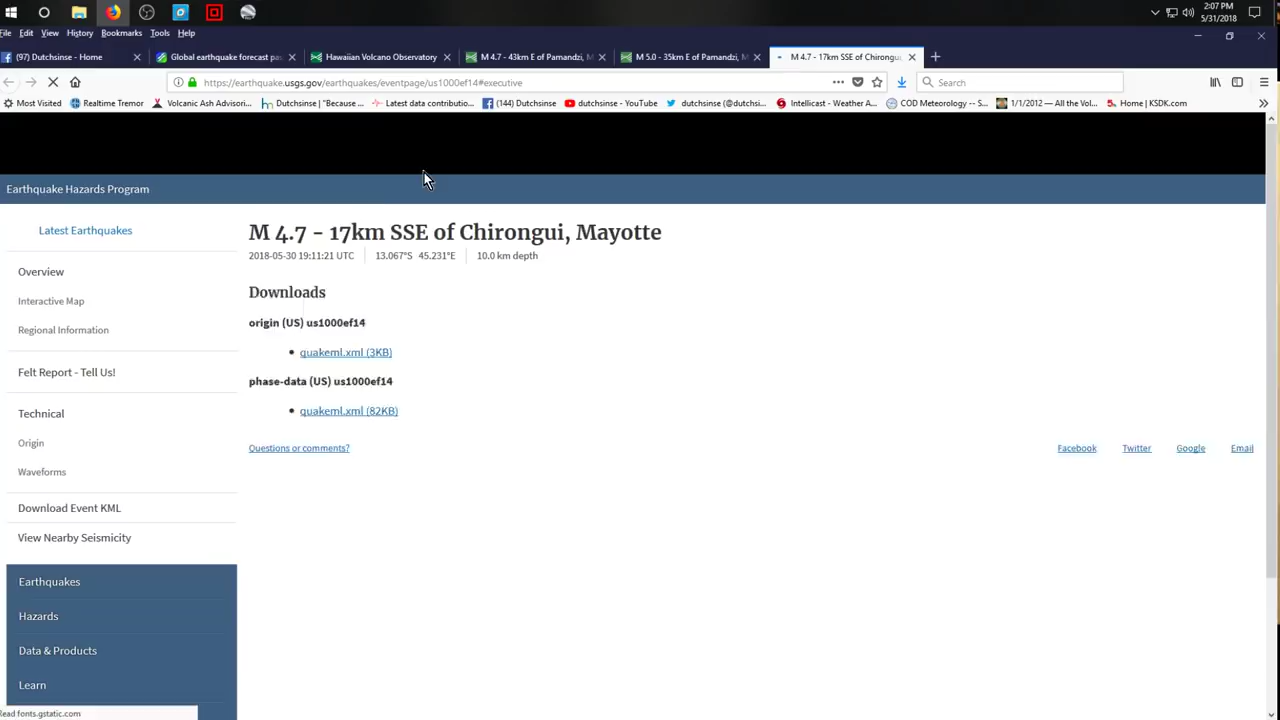 2:07 PM
5/31/2018
File Edit View History Bookmarks Tools Help
(97) Dutchsinse - Home
Global earthquake forecast pa
Hawaiian Volcano Observatory
M 4.7 - 43km E of Pamandzi, M
M 5.0 - 35km E of Pamandzi, M
M 4.7 - 17km SSE of Chirongui,
https://earthquake.usgs.gov/earthquakes/eventpage/us1000ef14#executive
Search
Most Visited
Realtime Tremor
Volcanic Ash Advisori...
Dutchsinse | "Because ...
Latest data contributio...
(144) Dutchsinse
dutchsinse - YouTube
dutchsinse (@dutchsi...
Intellicast - Weather A...
COD Meteorology -- S...
1/1/2012 — All the Vol...
Home | KSDK.com
Earthquake Hazards Program
Latest Earthquakes
Overview
Interactive Map
Regional Information
Felt Report - Tell Us!
Technical
Origin
Waveforms
Download Event KML
View Nearby Seismicity
Earthquakes
Hazards
Data & Products
Learn
M 4.7 - 17km SSE of Chirongui, Mayotte
2018-05-30 19:11:21 UTC
13.067°S 45.231°E
10.0 km depth
Downloads
origin (US) us1000ef14
quakeml.xml (3KB)
phase-data (US) us1000ef14
quakeml.xml (82KB)
Questions or comments?
Facebook
Twitter
Google
Email
Read fonts.gstatic.com